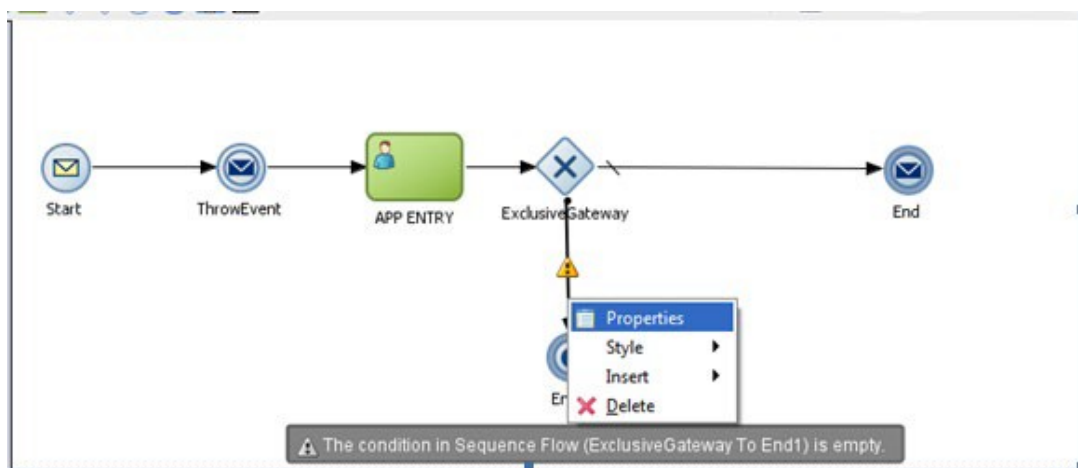 Start
ThrowEvent
APP ENTRY
ExclusiveGateway
End
Properties
Style
Insert
Delete
The condition in Sequence Flow (ExclusiveGateway To End1) is empty.